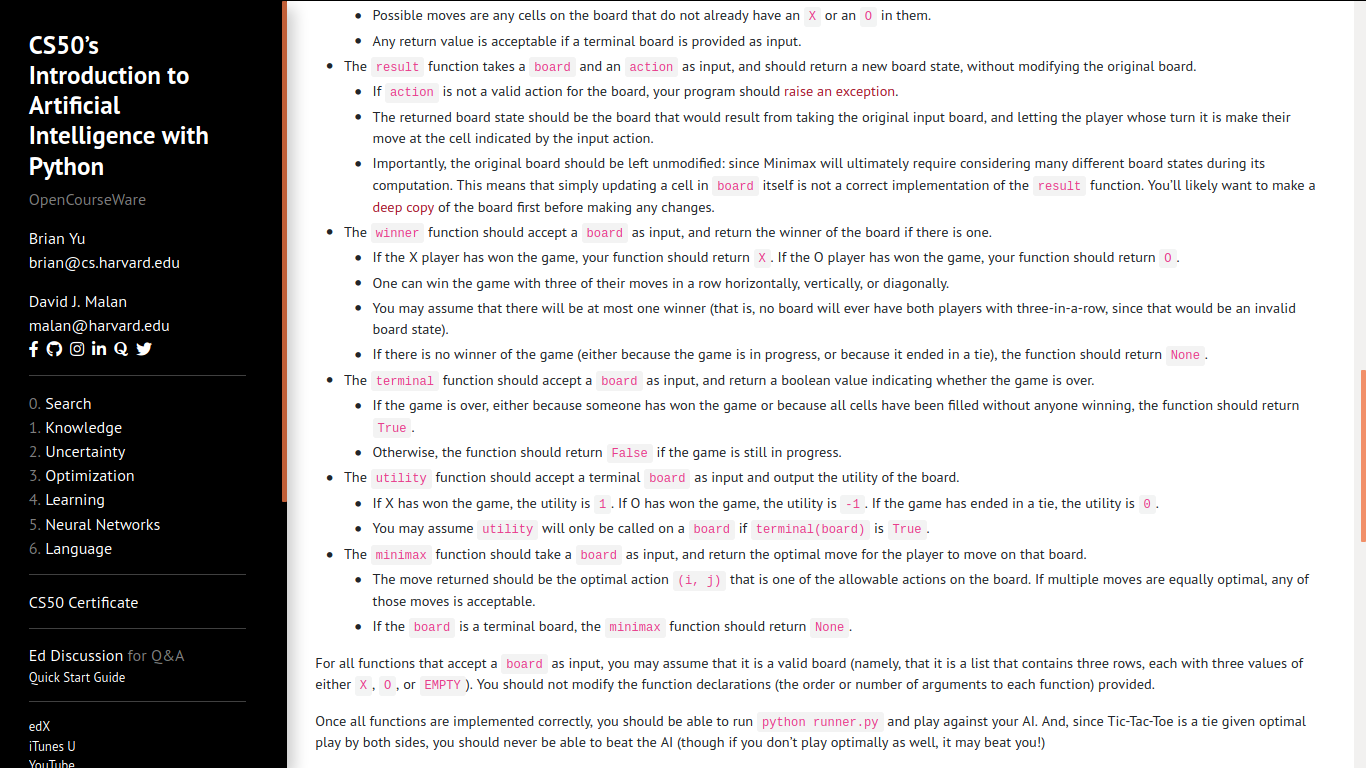 CS50’s
Introduction to
Artificial
Intelligence with
Python
OpenCourseWare
Brian Yu
brian@cs.harvard.edu
David J. Malan
malan@harvard.edu
0. Search
1. Knowledge
2. Uncertainty
3. Optimization
4. Learning
5. Neural Networks
6. Language
CS50 Certificate
Ed Discussion for Q&A
Quick Start Guide
edX
iTunes U
YouTube
Possible moves are any cells on the board that do not already have an X or an O in them.
Any return value is acceptable if a terminal board is provided as input.
The result function takes a board and an action as input, and should return a new board state, without modifying the original board.
If action is not a valid action for the board, your program should raise an exception.
The returned board state should be the board that would result from taking the original input board, and letting the player whose turn it is make their
move at the cell indicated by the input action.
Importantly, the original board should be left unmodified: since Minimax will ultimately require considering many different board states during its
computation. This means that simply updating a cell in board itself is not a correct implementation of the result function. You’ll likely want to make a
deep copy of the board first before making any changes.
The winner function should accept a board as input, and return the winner of the board if there is one.
If the X player has won the game, your function should return X. If the O player has won the game, your function should return O.
One can win the game with three of their moves in a row horizontally, vertically, or diagonally.
You may assume that there will be at most one winner (that is, no board will ever have both players with three-in-a-row, since that would be an invalid
board state).
If there is no winner of the game (either because the game is in progress, or because it ended in a tie), the function should return None.
The terminal function should accept a board as input, and return a boolean value indicating whether the game is over.
If the game is over, either because someone has won the game or because all cells have been filled without anyone winning, the function should return
True.
Otherwise, the function should return False if the game is still in progress.
The utility function should accept a terminal board as input and output the utility of the board.
If X has won the game, the utility is 1. If O has won the game, the utility is -1. If the game has ended in a tie, the utility is 0.
You may assume utility will only be called on a board if terminal(board) is True.
The minimax function should take a board as input, and return the optimal move for the player to move on that board.
The move returned should be the optimal action (i, j) that is one of the allowable actions on the board. If multiple moves are equally optimal, any of
those moves is acceptable.
If the board is a terminal board, the minimax function should return None.
For all functions that accept a board as input, you may assume that it is a valid board (namely, that it is a list that contains three rows, each with three values of
either X, O, or EMPTY). You should not modify the function declarations (the order or number of arguments to each function) provided.
Once all functions are implemented correctly, you should be able to run python runner.py and play against your AI. And, since Tic-Tac-Toe is a tie given optimal
play by both sides, you should never be able to beat the AI (though if you don’t play optimally as well, it may beat you!)